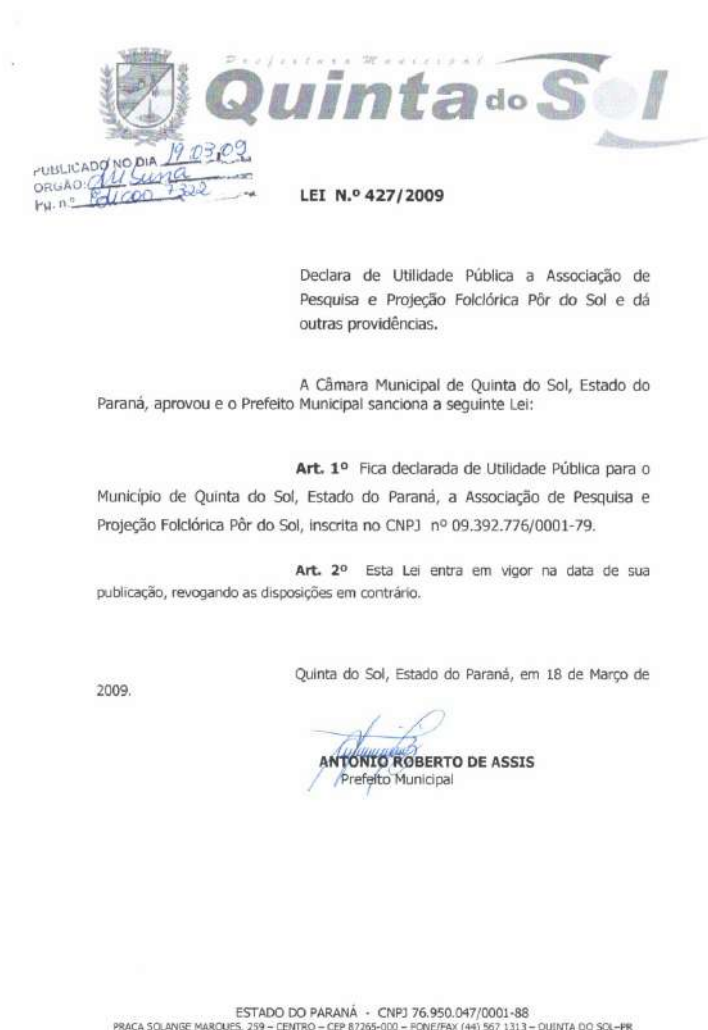 Prefeitura Municipal
Quinta do Sol
PUBLICADO NO DIA 19.03.09
ORGÃO:
Edicao 7322
LEI N.º 427/2009
Declara de Utilidade Pública a Associação de
Pesquisa e Projeção Folclórica Pôr do Sol e dá
outras providências.
A Câmara Municipal de Quinta do Sol, Estado do
Paraná, aprovou e o Prefeito Municipal sanciona a seguinte Lei:
Art. 1º Fica declarada de Utilidade Pública para o
Município de Quinta do Sol, Estado do Paraná, a Associação de Pesquisa e
Projeção Folclórica Pôr do Sol, inscrita no CNPJ nº 09.392.776/0001-79.
Art. 2º Esta Lei entra em vigor na data de sua
publicação, revogando as disposições em contrário.
Quinta do Sol, Estado do Paraná, em 18 de Março de
2009.
ANTONIO ROBERTO DE ASSIS
Prefeito Municipal
ESTADO DO PARANÁ - CNPJ 76.950.047/0001-88
PRAÇA SOLANGE MARQUES, 259 – CENTRO – CEP 87265-000 – FONE/FAX (44) 567 1313 – QUINTA DO SOL–PR